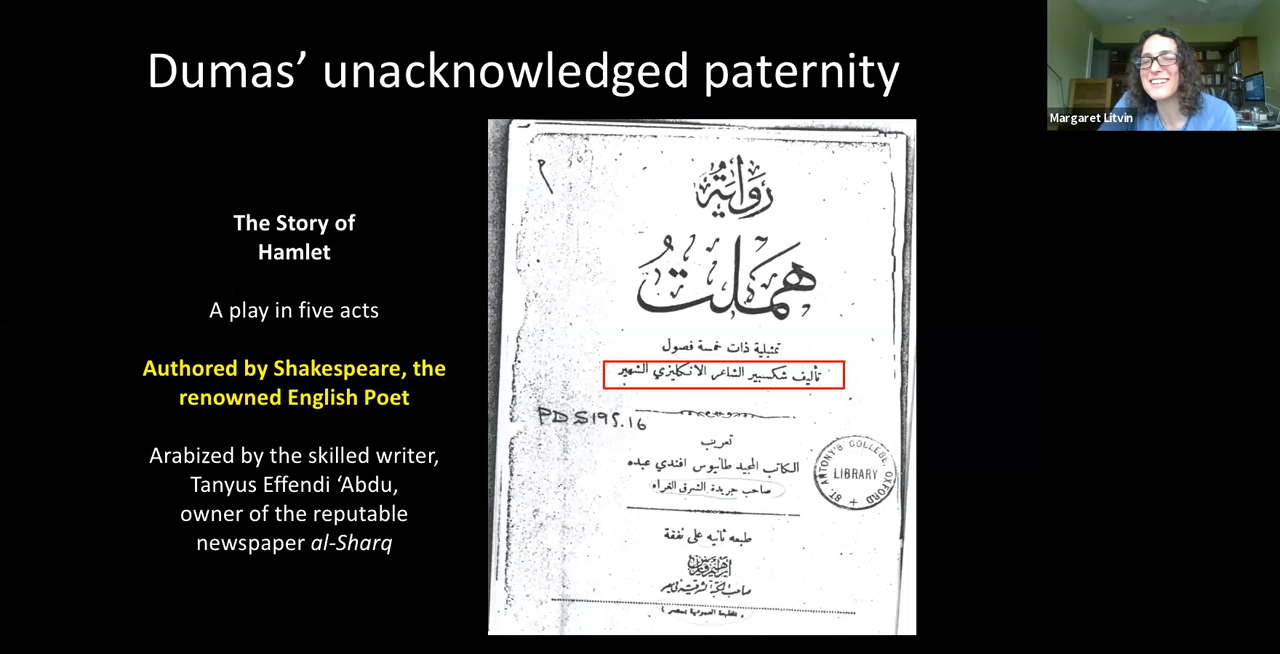 Dumas' unacknowledged paternity
Margaret Litvin
The Story of
Hamlet
A play in five acts
Authored by Shakespeare, the
renowned English Poet
Arabized by the skilled writer,
Tanyus Effendi ‘Abdu,
owner of the reputable
newspaper al-Sharq
رواية
هملت
تمثيلية ذات خمسة فصول
تأليف شكسبير الشاعر الانكليزي الشهير
PDS195.16
تعريب
الكاتب المجيد طانيوس افندي عبده
صاحب جريدة الشرق الغراء
ST. ANTONY'S COLLEGE, OXFORD
LIBRARY
طبعه ثانيه على نفقة